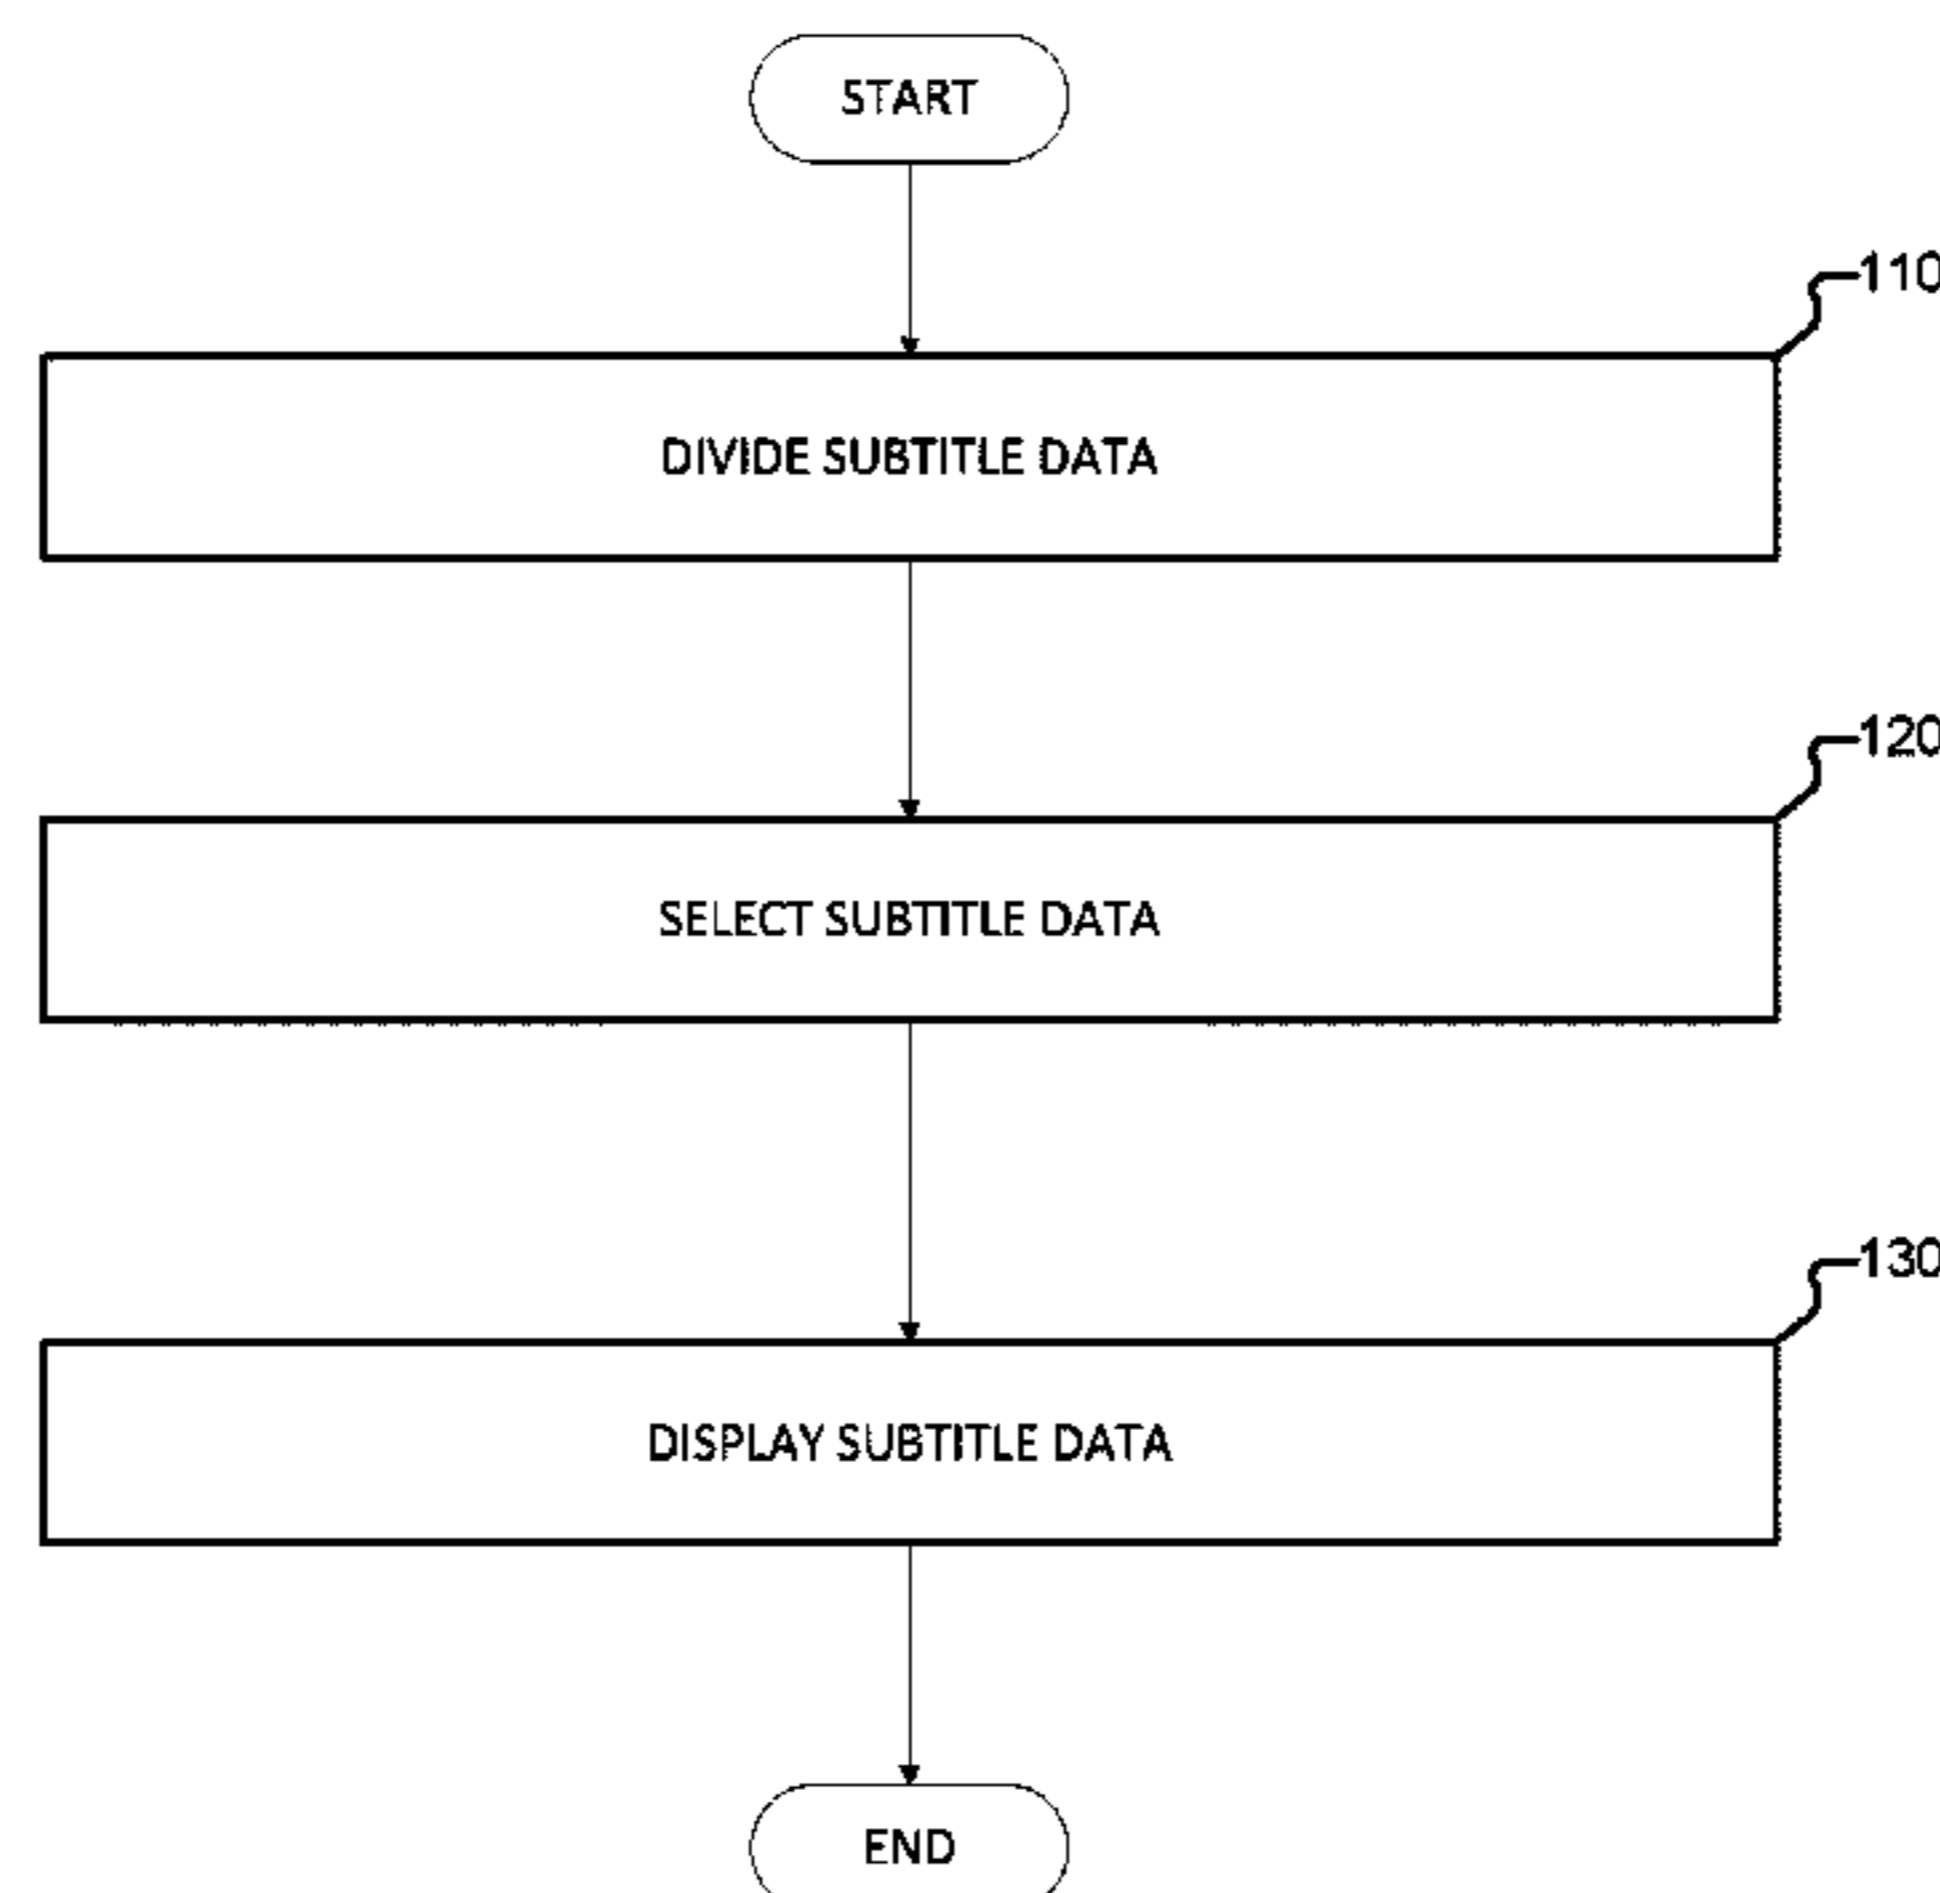 START
110
DIVIDE SUBTITLE DATA
120
SELECT SUBTITLE DATA
130
DISPLAY SUBTITLE DATA
END